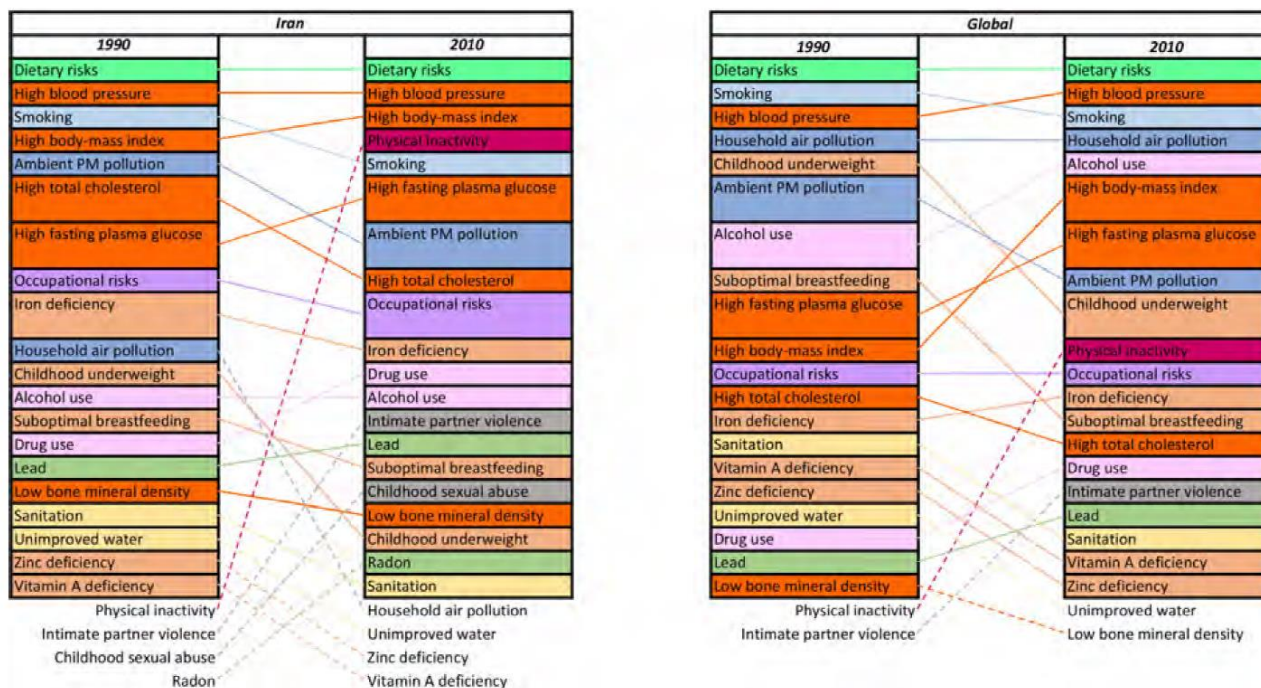 Iran
1990
2010
Dietary risks
High blood pressure
Smoking
High body-mass index
Ambient PM pollution
High total cholesterol
High fasting plasma glucose
Occupational risks
Iron deficiency
Household air pollution
Childhood underweight
Alcohol use
Suboptimal breastfeeding
Drug use
Lead
Low bone mineral density
Sanitation
Unimproved water
Zinc deficiency
Vitamin A deficiency
Physical inactivity
Intimate partner violence
Childhood sexual abuse
Radon
Dietary risks
High blood pressure
High body-mass index
Physical inactivity
Smoking
High fasting plasma glucose
Ambient PM pollution
High total cholesterol
Occupational risks
Iron deficiency
Drug use
Alcohol use
Intimate partner violence
Lead
Suboptimal breastfeeding
Childhood sexual abuse
Low bone mineral density
Childhood underweight
Radon
Sanitation
Household air pollution
Unimproved water
Zinc deficiency
Vitamin A deficiency
Global
1990
2010
Dietary risks
Smoking
High blood pressure
Household air pollution
Childhood underweight
Ambient PM pollution
Alcohol use
Suboptimal breastfeeding
High fasting plasma glucose
High body-mass index
Occupational risks
High total cholesterol
Iron deficiency
Sanitation
Vitamin A deficiency
Zinc deficiency
Unimproved water
Drug use
Lead
Low bone mineral density
Physical inactivity
Intimate partner violence
Dietary risks
High blood pressure
Smoking
Household air pollution
Alcohol use
High body-mass index
High fasting plasma glucose
Ambient PM pollution
Childhood underweight
Physical inactivity
Occupational risks
Iron deficiency
Suboptimal breastfeeding
High total cholesterol
Drug use
Intimate partner violence
Lead
Sanitation
Vitamin A deficiency
Zinc deficiency
Unimproved water
Low bone mineral density